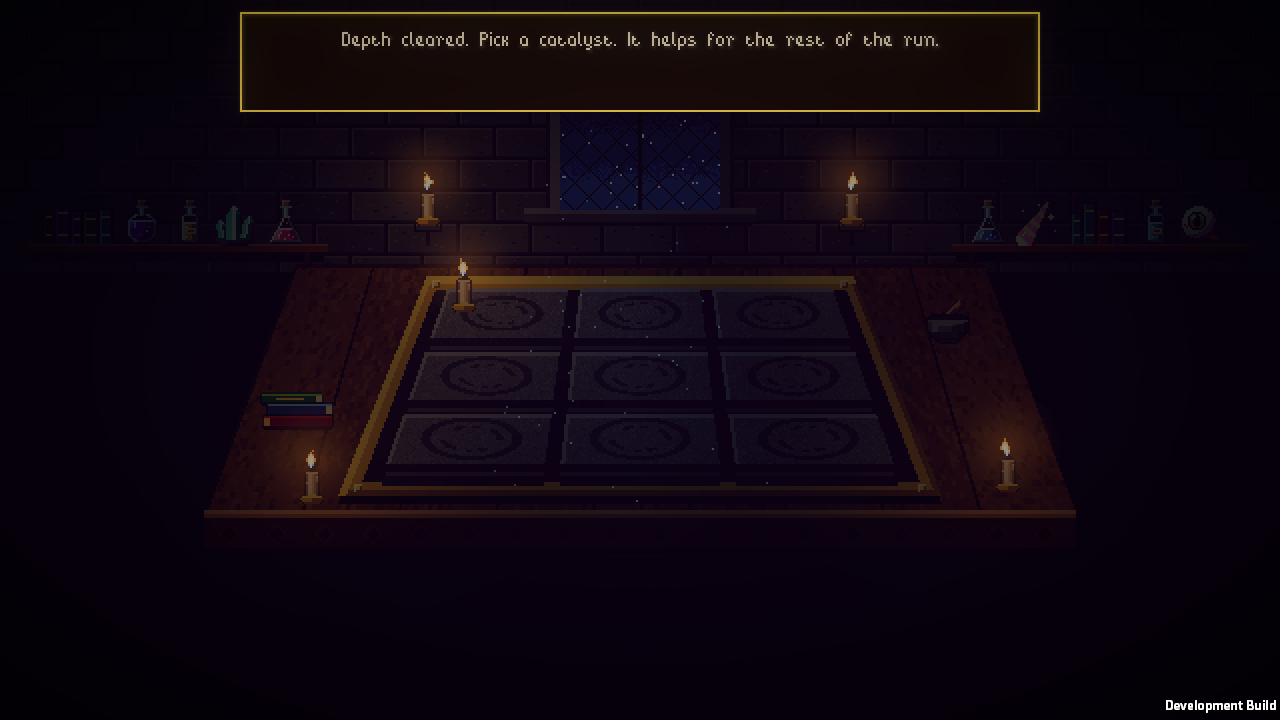 Depth cleared. Pick a catalyst. It helps for the rest of the run.
Development Build